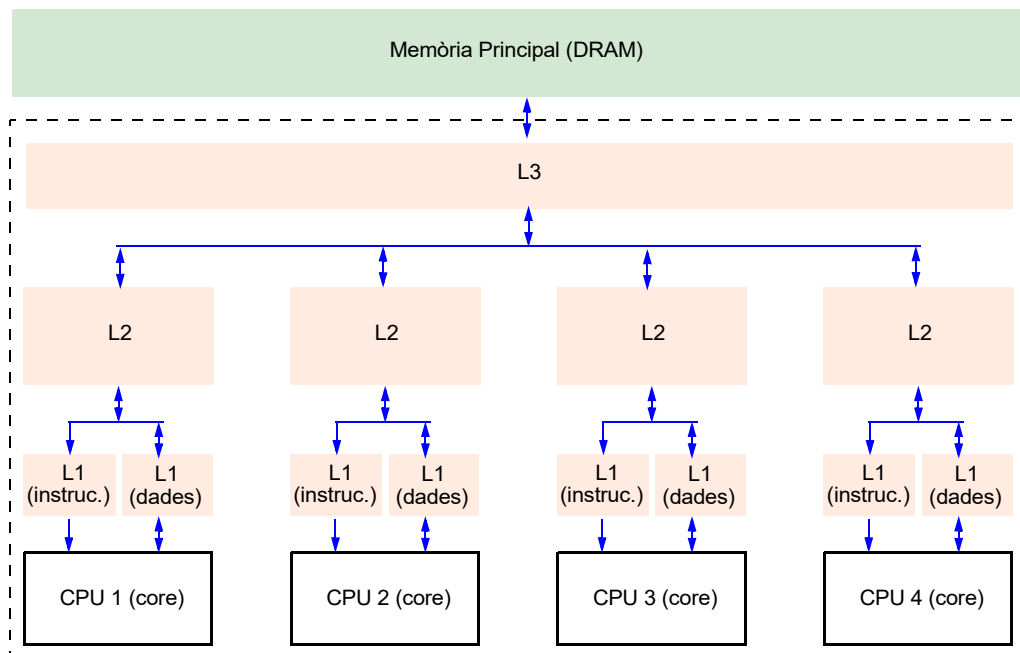 Memòria Principal (DRAM)
L3
L2
L2
L2
L2
L1
(instruc.)
L1
(dades)
L1
(instruc.)
L1
(dades)
L1
(instruc.)
L1
(dades)
L1
(instruc.)
L1
(dades)
CPU 1 (core)
CPU 2 (core)
CPU 3 (core)
CPU 4 (core)